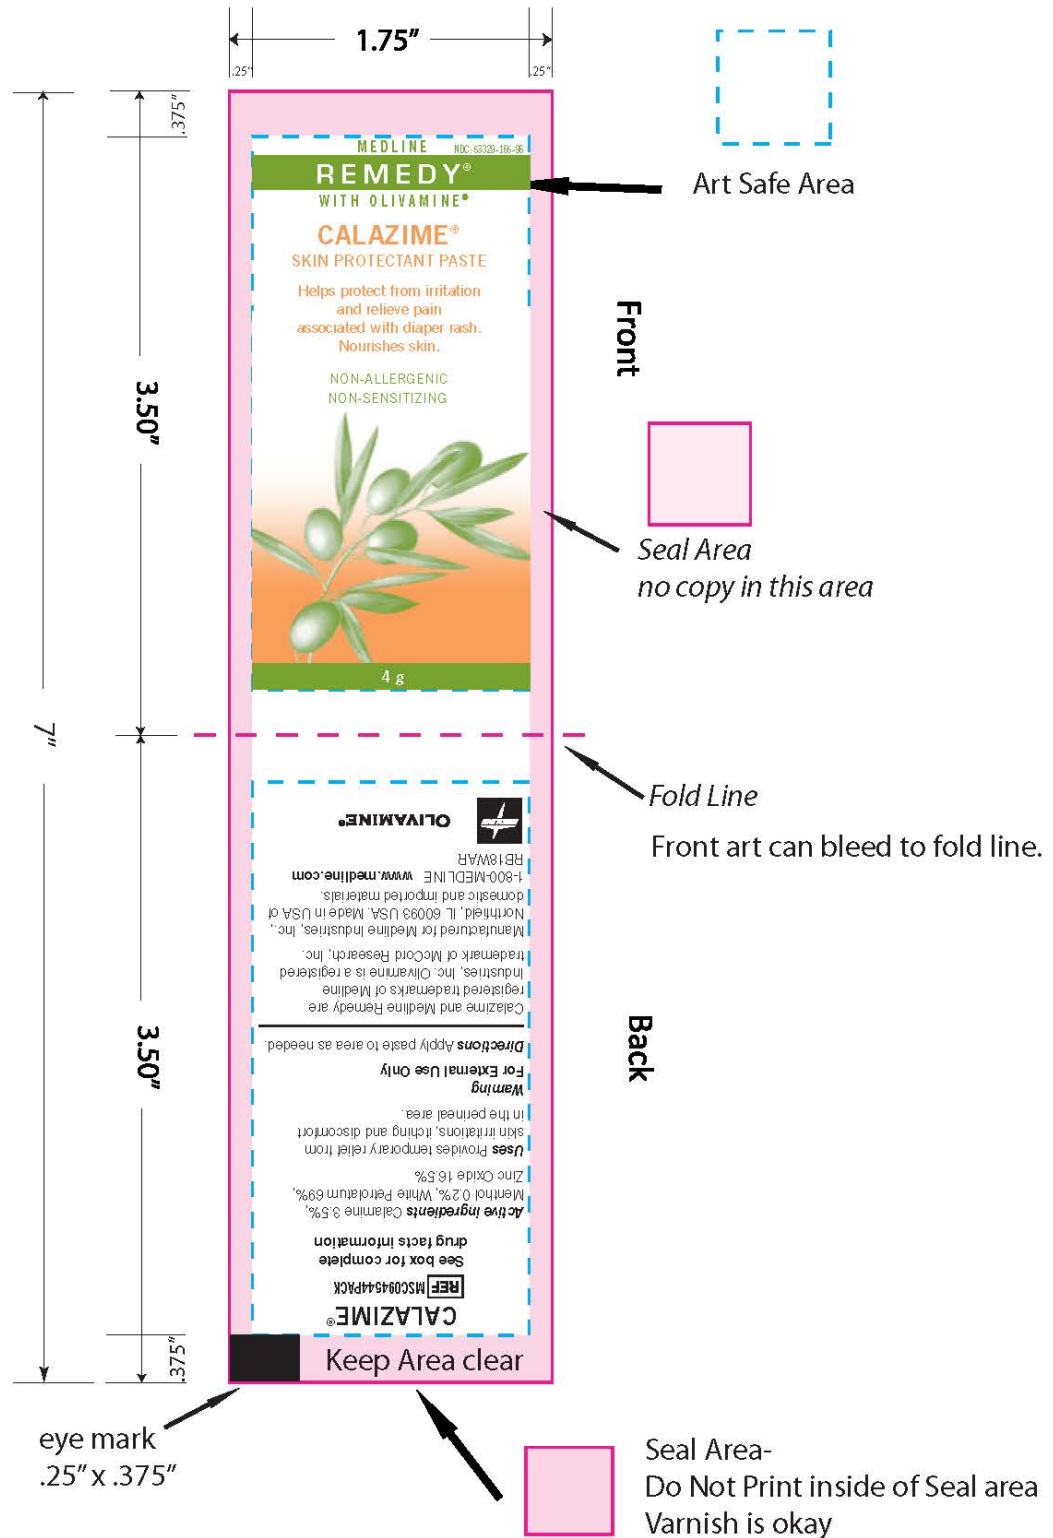 1.75"
.25"
.25"
.375"
MEDLINE NDC: 53329-166-96
REMEDY®
WITH OLIVAMINE®
CALAZIME®
SKIN PROTECTANT PASTE
Helps protect from irritation
and relieve pain
associated with diaper rash.
Nourishes skin.
NON-ALLERGENIC
NON-SENSITIZING
4 g
Art Safe Area
Front
Seal Area
no copy in this area
3.50"
7"
Fold Line
Front art can bleed to fold line.
3.50"
Back
CALAZIME®
REF MSC094544PACK
See box for complete
drug facts information
Active ingredients Calamine 3.5%,
Menthol 0.2%, White Petrolatum 69%,
Zinc Oxide 16.5%
Uses Provides temporary relief from
skin irritations, itching and discomfort
in the perineal area.
Warning
For External Use Only
Directions Apply paste to area as needed.
Calazime and Medline Remedy are
registered trademarks of Medline
Industries, Inc. Olivamine is a registered
trademark of McCord Research, Inc.
Manufactured for Medline Industries, Inc.,
Northfield, IL 60093 USA. Made in USA of
domestic and imported materials.
1-800-MEDLINE www.medline.com
RB18WAR
OLIVAMINE®
.375"
Keep Area clear
eye mark
.25" x .375"
Seal Area-
Do Not Print inside of Seal area
Varnish is okay